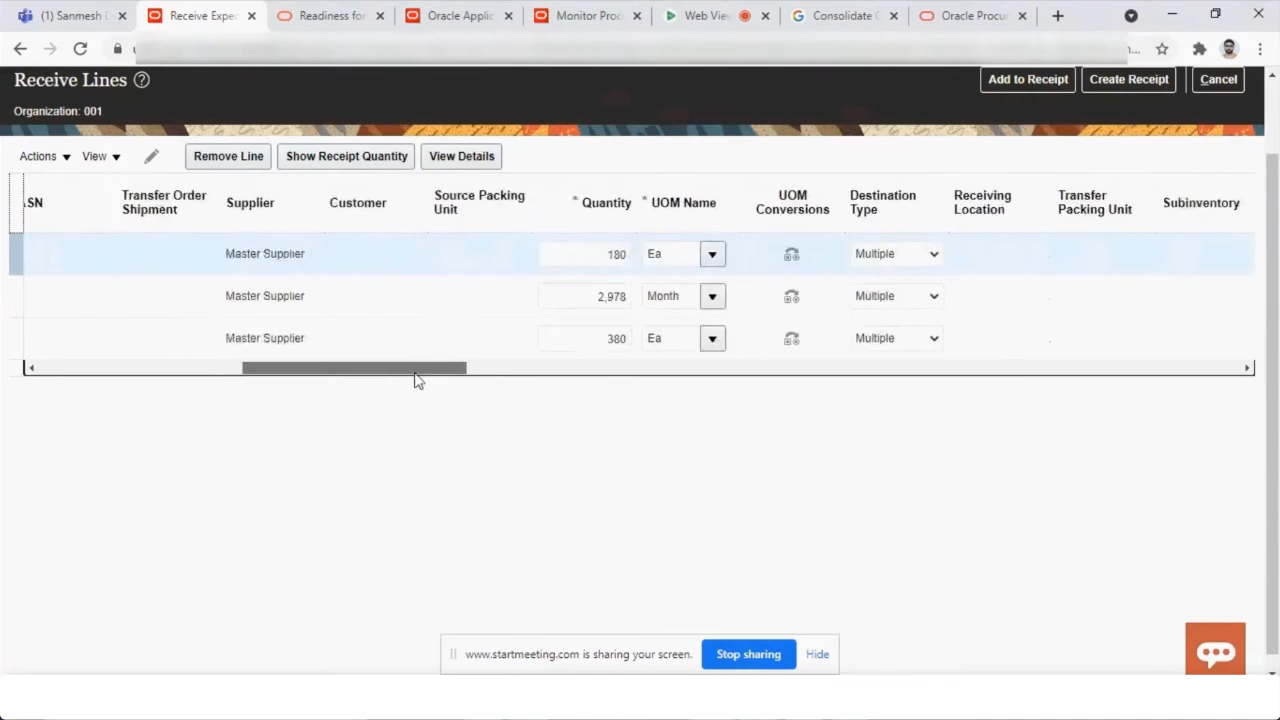 (1) Sanmesh
Receive Expe
Readiness for
Oracle Applic
Monitor Proc
Web View
Consolidate
Oracle Procu
Receive Lines
Add to Receipt
Create Receipt
Cancel
Organization: 001
Actions
View
Remove Line
Show Receipt Quantity
View Details
SN
Transfer Order
Shipment
Supplier
Customer
Source Packing
Unit
* Quantity
* UOM Name
UOM
Conversions
Destination
Type
Receiving
Location
Transfer
Packing Unit
Subinventory
Master Supplier 180 Ea Multiple
Master Supplier 2,978 Month Multiple
Master Supplier 380 Ea Multiple
www.startmeeting.com is sharing your screen.
Stop sharing
Hide